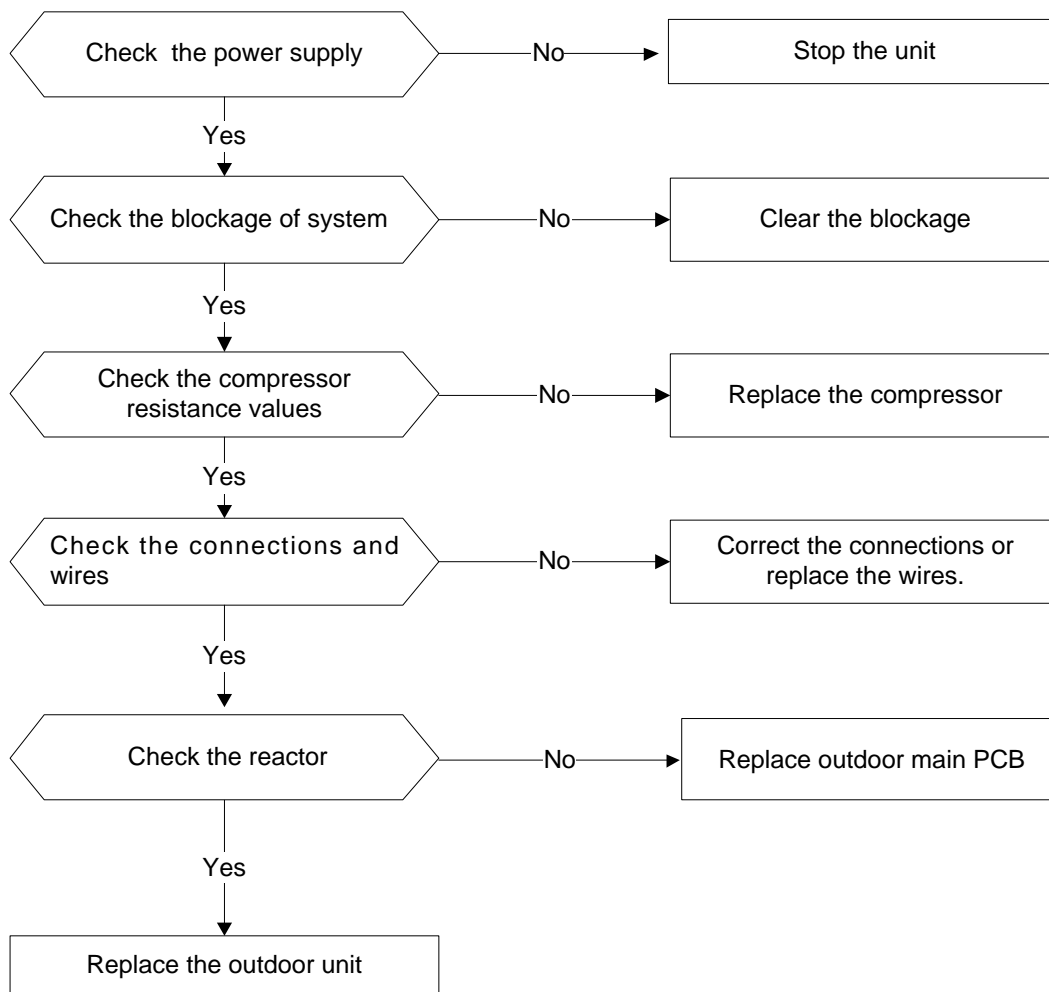 Check the power supply
No
Stop the unit
Yes
Check the blockage of system
No
Clear the blockage
Yes
Check the compressor
resistance values
No
Replace the compressor
Yes
Check the connections and
wires
No
Correct the connections or
replace the wires.
Yes
Check the reactor
No
Replace outdoor main PCB
Yes
Replace the outdoor unit